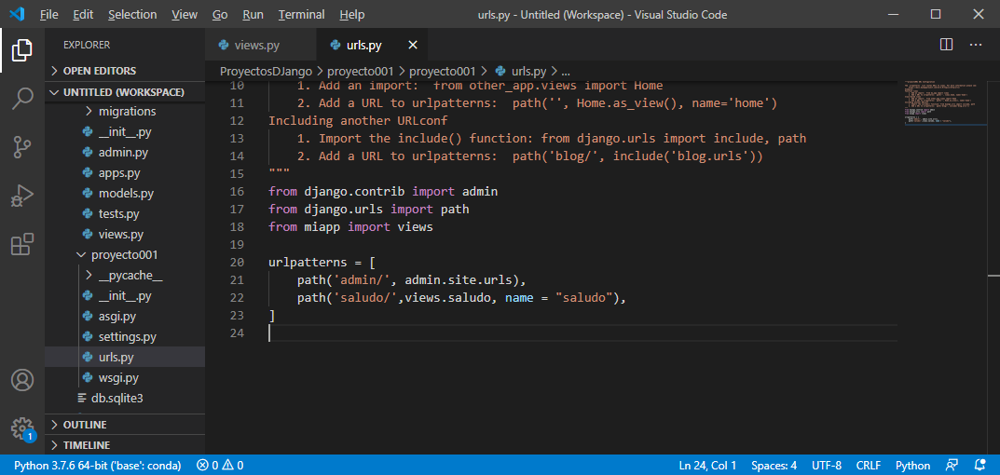 File Edit Selection View Go Run Terminal Help urls.py - Untitled (Workspace) - Visual Studio Code
EXPLORER
OPEN EDITORS
UNTITLED (WORKSPACE)
migrations
__init__.py
admin.py
apps.py
models.py
tests.py
views.py
proyecto001
__pycache__
__init__.py
asgi.py
settings.py
urls.py
wsgi.py
db.sqlite3
OUTLINE
TIMELINE
1
views.py urls.py
ProyectosDJango > proyecto001 > proyecto001 > urls.py > ...
10 1. Add an import:  from other_app.views import Home
11 2. Add a URL to urlpatterns:  path('', Home.as_view(), name='home')
12 Including another URLconf
13 1. Import the include() function: from django.urls import include, path
14 2. Add a URL to urlpatterns:  path('blog/', include('blog.urls'))
15 """
16 from django.contrib import admin
17 from django.urls import path
18 from miapp import views
19
20 urlpatterns = [
21 path('admin/', admin.site.urls),
22 path('saludo/',views.saludo, name = "saludo"),
23 ]
24
Python 3.7.6 64-bit ('base': conda) 0 0 Ln 24, Col 1 Spaces: 4 UTF-8 CRLF Python